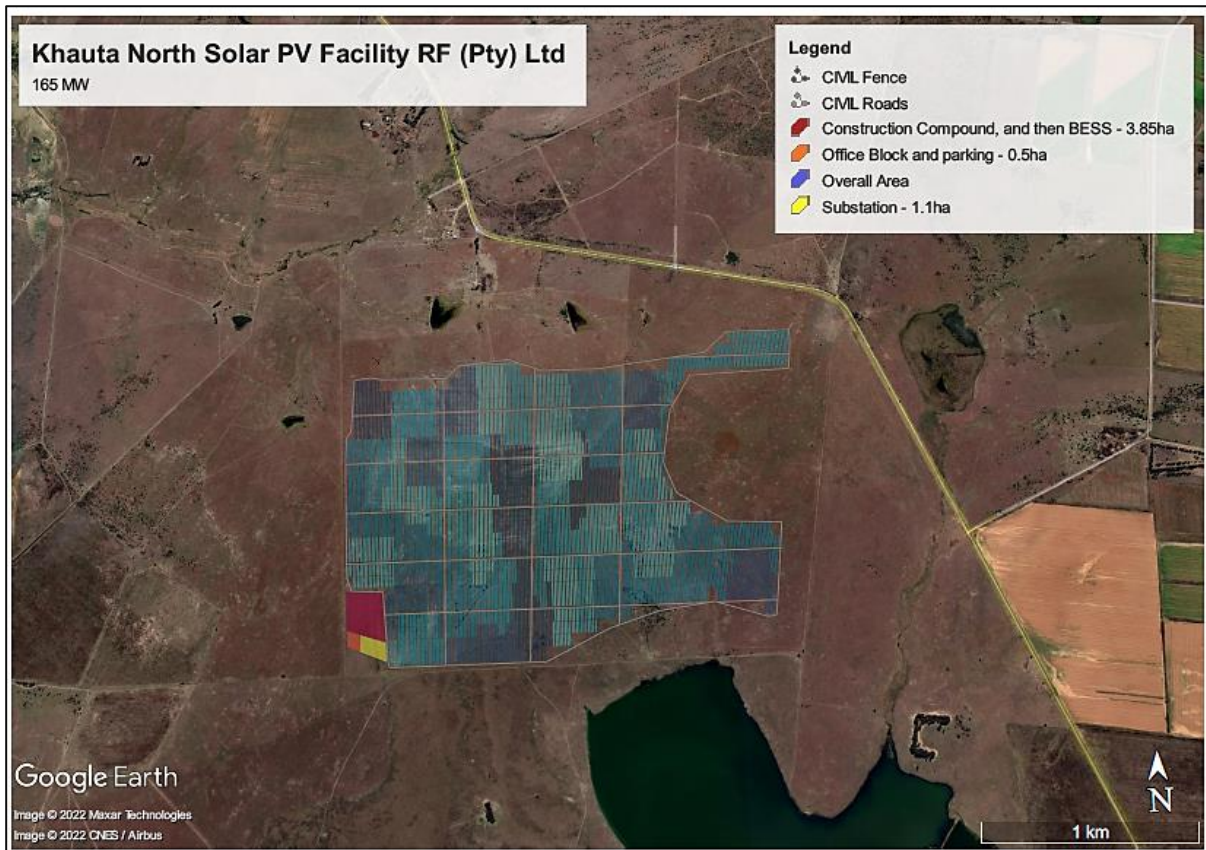 Khauta North Solar PV Facility RF (Pty) Ltd
165 MW
Legend
CIVIL Fence
CIVIL Roads
Construction Compound, and then BESS - 3.85ha
Office Block and parking - 0.5ha
Overall Area
Substation - 1.1ha
Google Earth
Image © 2022 Maxar Technologies
Image © 2022 CNES / Airbus
N
1 km